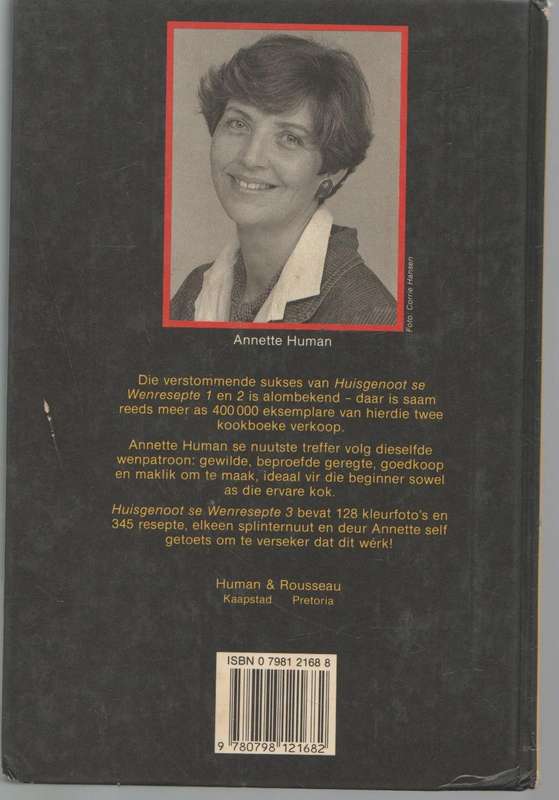 Foto: Corrie Hansen
Annette Human
Die verstommende sukses van Huisgenoot se
Wenresepte 1 en 2 is alombekend – daar is saam
reeds meer as 400 000 eksemplare van hierdie twee
kookboeke verkoop.
Annette Human se nuutste treffer volg dieselfde
wenpatroon: gewilde, beproefde geregte, goedkoop
en maklik om te maak, ideaal vir die beginner sowel
as die ervare kok.
Huisgenoot se Wenresepte 3 bevat 128 kleurfoto's en
345 resepte, elkeen splinternuut en deur Annette self
getoets om te verseker dat dit wérk!
Human & Rousseau
Kaapstad Pretoria
ISBN 0 7981 2168 8
9 780798 121682